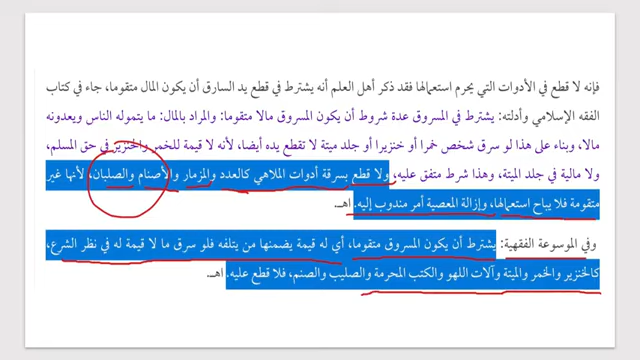 فإنه لا قطع في الأدوات التي يحرم استعمالها فقد ذكر أهل العلم أنه يشترط في قطع يد السارق أن يكون المال متقوما، جاء في كتاب
الفقه الإسلامي وأدلته: يشترط في المسروق عدة شروط أن يكون المسروق مالا متقوما: والمراد بالمال: ما يتموله الناس ويعدونه
مالا، وبناء على هذا لو سرق شخص خمرا أو خنزيرا أو جلد ميتة لا تقطع يده أيضا، لأنه لا قيمة للخمر والخنزير في حق المسلم،
ولا مالية في جلد الميتة، وهذا شرط متفق عليه، ولا قطع بسرقة أدوات الملاهي كالعدد والمزمار والأصنام والصلبان، لأنها غير
متقومة فلا يباح استعمالها، وإزالة المعصية أمر مندوب إليه. اهـ.
وفي الموسوعة الفقهية: يشترط أن يكون المسروق متقوما، أي له قيمة يضمنها من يتلفه فلو سرق ما لا قيمة له في نظر الشرع،
كالخنزير والخمر والميتة وآلات اللهو والكتب المحرمة والصليب والصنم، فلا قطع عليه. اهـ.